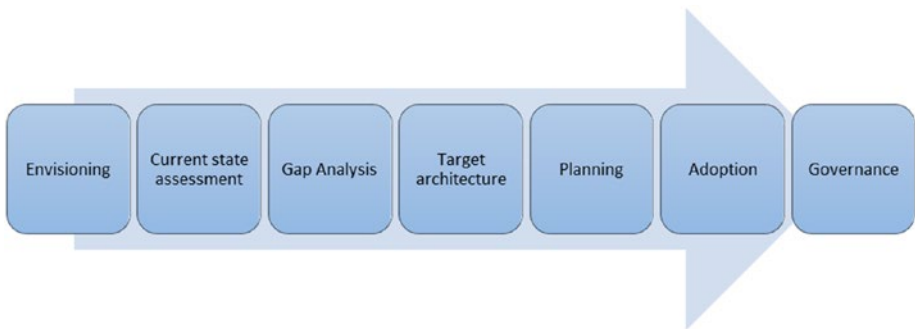 Envisioning
Current state
assessment
Gap Analysis
Target
architecture
Planning
Adoption
Governance